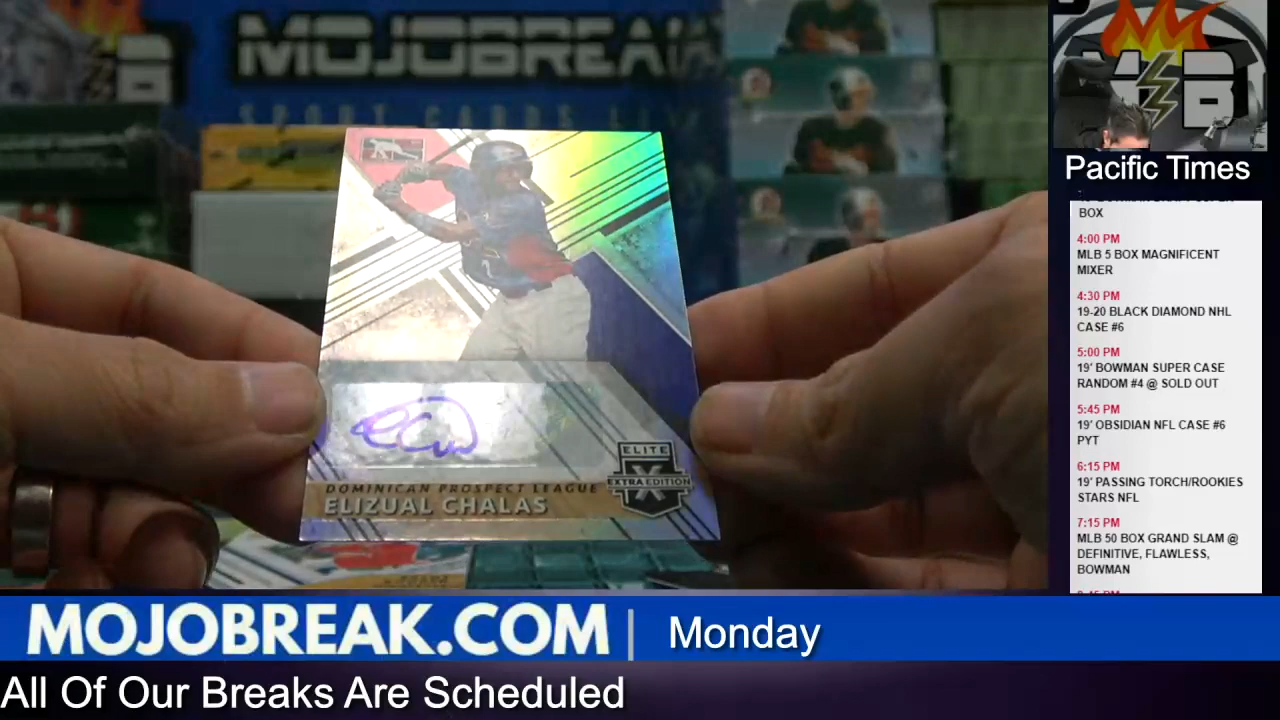 MOJOBREAK
SPORT CARDS LIVE
ELITE
EXTRA EDITION
X
DOMINICAN PROSPECT LEAGUE
ELIZUAL CHALAS
B
Pacific Times
BOX
4:00 PM
MLB 5 BOX MAGNIFICENT
MIXER
4:30 PM
19-20 BLACK DIAMOND NHL
CASE #6
5:00 PM
19' BOWMAN SUPER CASE
RANDOM #4 @ SOLD OUT
5:45 PM
19' OBSIDIAN NFL CASE #6
PYT
6:15 PM
19' PASSING TORCH/ROOKIES
STARS NFL
7:15 PM
MLB 50 BOX GRAND SLAM @
DEFINITIVE, FLAWLESS,
BOWMAN
MOJOBREAK.COM | Monday
All Of Our Breaks Are Scheduled